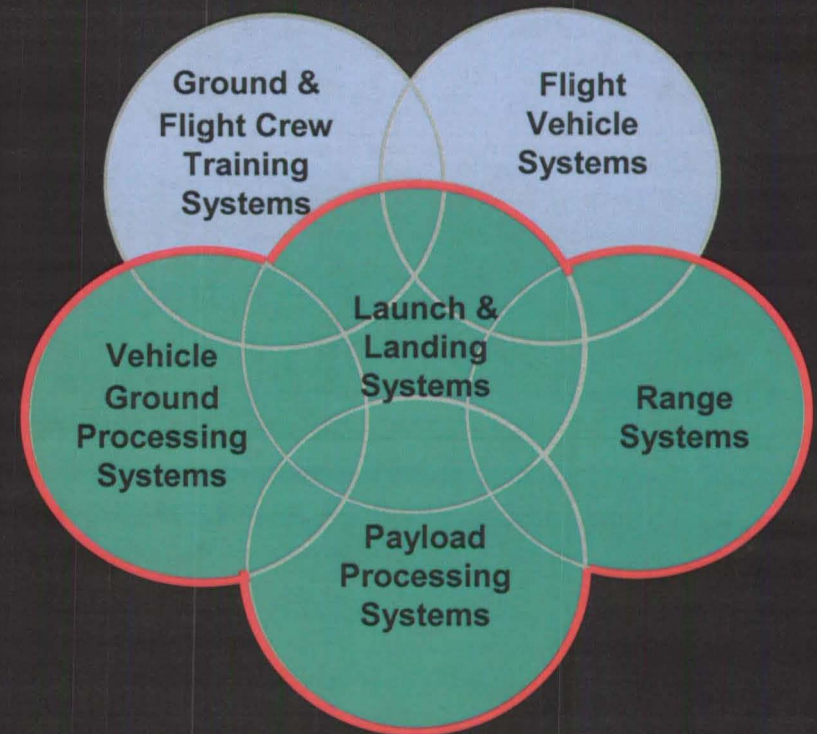 Ground &
Flight Crew
Training
Systems
Flight
Vehicle
Systems
Launch &
Landing
Systems
Vehicle
Ground
Processing
Systems
Range
Systems
Payload
Processing
Systems